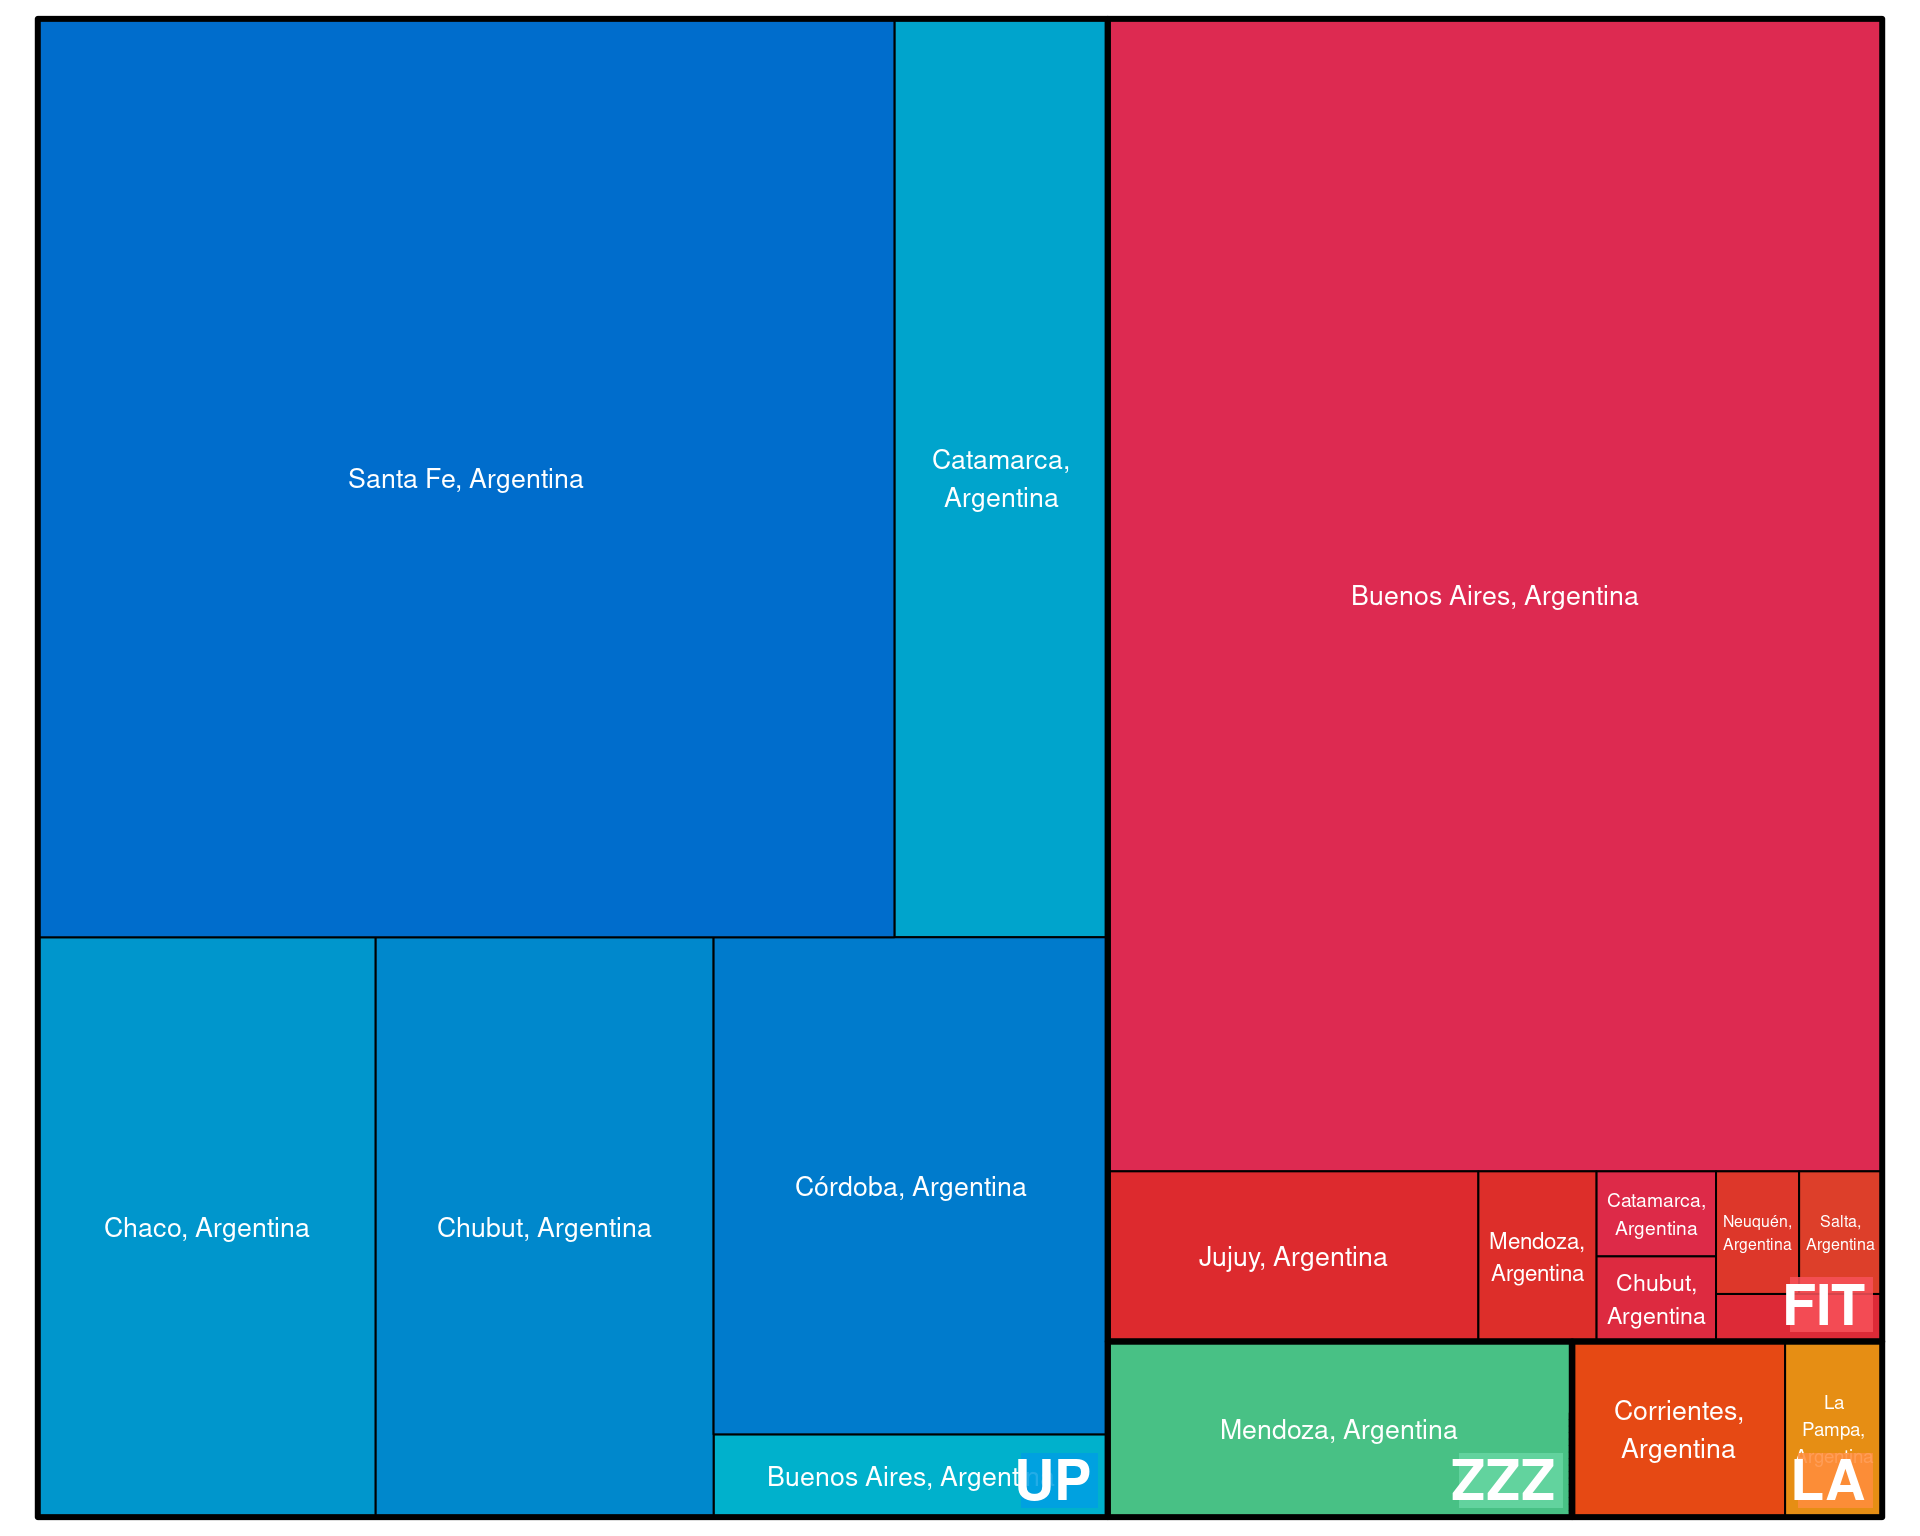 Santa Fe, Argentina
Catamarca,
Argentina
Buenos Aires, Argentina
Chaco, Argentina
Chubut, Argentina
Córdoba, Argentina
Buenos Aires, Argentina
UP
Jujuy, Argentina
Mendoza,
Argentina
Catamarca,
Argentina
Chubut,
Argentina
Neuquén,
Argentina
Salta,
Argentina
FIT
Mendoza, Argentina
ZZZ
Corrientes,
Argentina
La
Pampa,
Argentina
LA